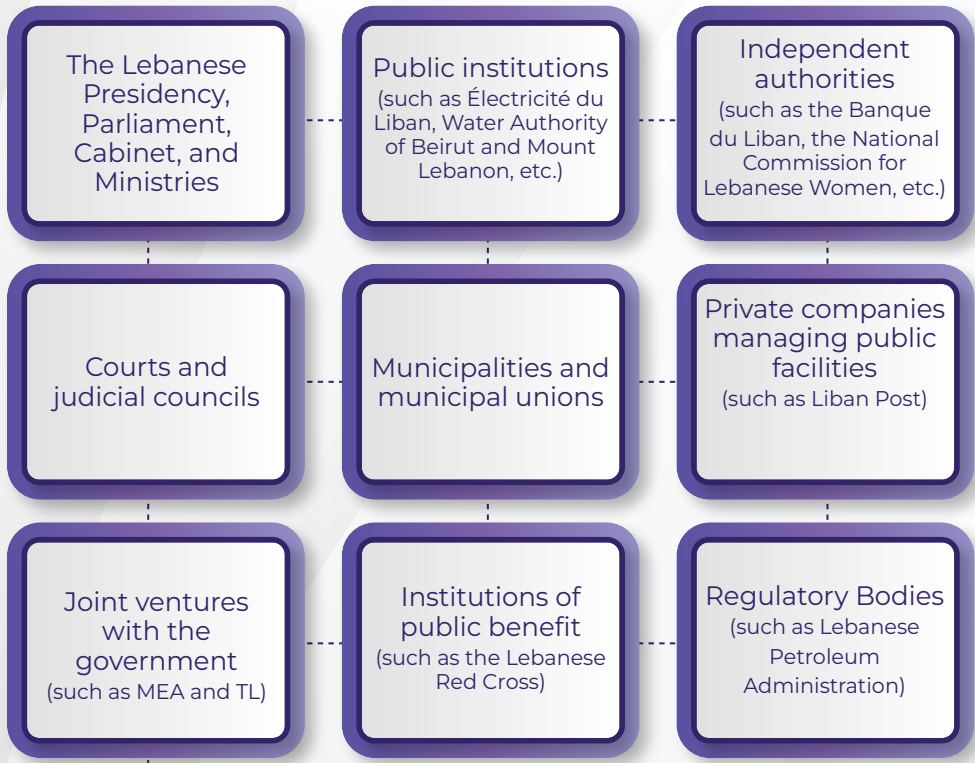 The Lebanese
Presidency,
Parliament,
Cabinet, and
Ministries
Public institutions
(such as Électricité du
Liban, Water Authority
of Beirut and Mount
Lebanon, etc.)
Independent
authorities
(such as the Banque
du Liban, the National
Commission for
Lebanese Women, etc.)
Courts and
judicial councils
Municipalities and
municipal unions
Private companies
managing public
facilities
(such as Liban Post)
Joint ventures
with the
government
(such as MEA and TL)
Institutions of
public benefit
(such as the Lebanese
Red Cross)
Regulatory Bodies
(such as Lebanese
Petroleum
Administration)